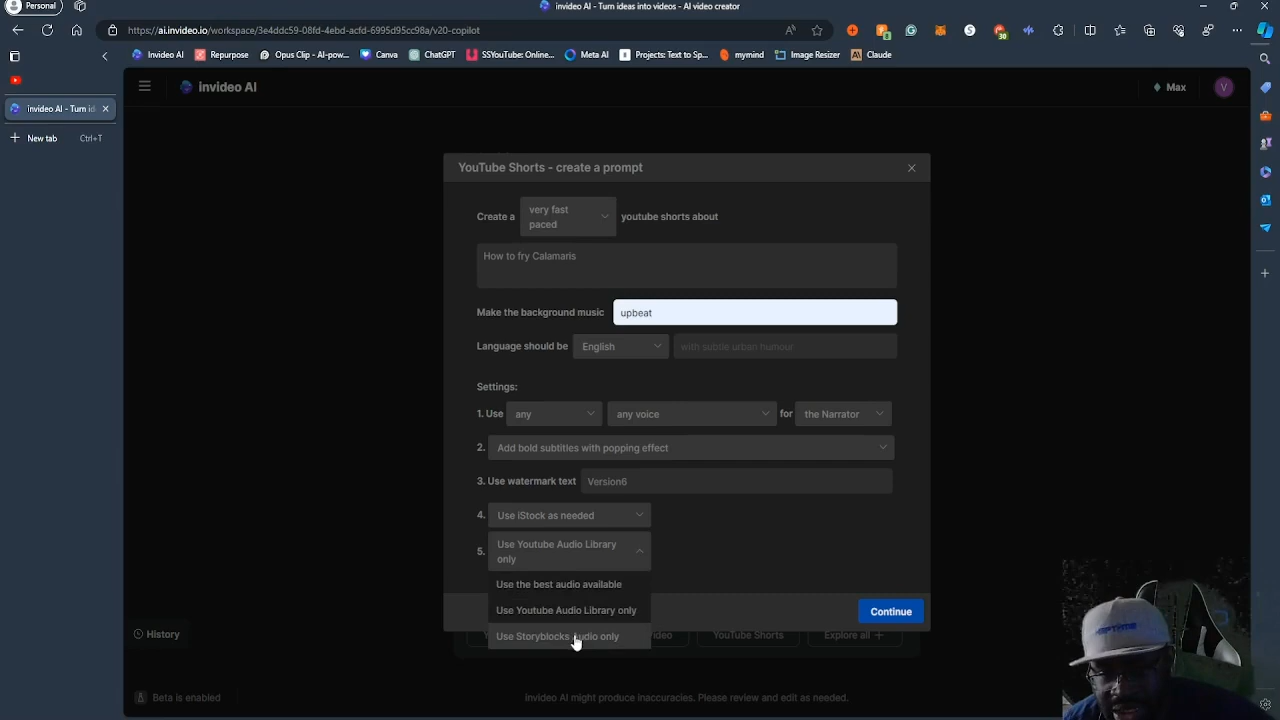 Personal
invideo AI - Turn ideas into videos - AI video creator
https://ai.invideo.io/workspace/3e4ddc59-08fd-4ebd-acfd-6995d95cc98a/v20-copilot
Invideo AI
Repurpose
Opus Clip - AI-pow...
Canva
ChatGPT
SSYouTube: Downlo...
Meta AI
Projects Text to Sp...
mymind
Image Resizer
Claude
invideo AI - Turn id
New tab
Ctrl+T
invideo AI
Max
V
YouTube Shorts - create a prompt
Create a
very fast
paced
youtube shorts about
How to fry Calamaris
Make the background music
upbeat
Language should be
English
with subtle urban humour
Settings:
1. Use
any
any voice
for
the Narrator
2.
Add bold subtitles with popping effect
3. Use watermark text
Version6
4.
Use iStock as needed
5.
Use Youtube Audio Library
only
Use the best audio available
Use Youtube Audio Library only
Use Storyblocks Audio only
Continue
YouTube Shorts
Explore all
History
Beta is enabled
invideo AI might produce inaccuracies. Please review and edit as needed.